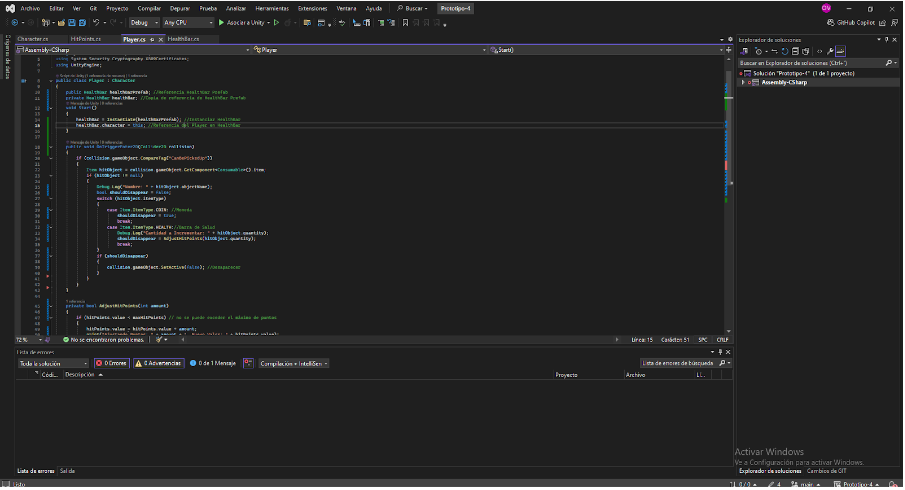 Archivo Editar Ver Git Proyecto Compilar Depurar Prueba Analizar Herramientas Extensiones Ventana Ayuda Buscar Prototipo-4 OV
Debug Any CPU Asociar a Unity GitHub Copilot
Character.cs HitPoints.cs Player.cs HealthBar.cs
Assembly-CSharp Player Start()
using System.Security.Cryptography.X509Certificates;
using UnityEngine;
public class Player : Character
{
public HealthBar healthBarPrefab; //Referencia HealthBar Prefab
private HealthBar healthBar; //Copia de referencia de HealthBar Prefab
void Start()
{
healthBar = Instantiate(healthBarPrefab); //Instanciar HealthBar
healthBar.character = this; //Referencia del Player en HealthBar
}
public void OnTriggerEnter2D(Collider2D collision)
{
if (collision.gameObject.CompareTag("CanBePickedUp"))
{
Item hitObject = collision.gameObject.GetComponent<Consumable>().item;
if (hitObject != null)
{
Debug.Log("Nombre: " + hitObject.objectName);
bool shouldDisappear = false;
switch (hitObject.itemType)
{
case Item.ItemType.COIN: //Moneda
shouldDisappear = true;
break;
case Item.ItemType.HEALTH: //Barra de Salud
Debug.Log("Cantidad a Incrementar: " + hitObject.quantity);
shouldDisappear = AdjustHitPoints(hitObject.quantity);
break;
}
if (shouldDisappear)
{
collision.gameObject.SetActive(false); //Desaparecer
}
}
}
}
private bool AdjustHitPoints(int amount)
{
if (hitPoints.value < maxHitPoints) // no se puede exceder el máximo de puntos
{
hitPoints.value = hitPoints.value + amount;
72 % No se encontraron problemas. Línea: 15 Carácter: 51 SPC CRLF
Explorador de soluciones
Buscar en Explorador de soluciones (Ctrl+')
Solución "Prototipo-4" (1 de 1 proyecto)
Assembly-CSharp
Lista de errores
Toda la solución 0 Errores 0 Advertencias 0 de 1 Mensaje Compilación + IntelliSen Lista de errores de búsqueda
Códi... Descripción Proyecto Archivo Lí...
Activar Windows
Ve a Configuración para activar Windows.
Lista de errores Salida
Explorador de soluciones Cambios de GIT
Listo 0 / 0 4 main Prototipo-4